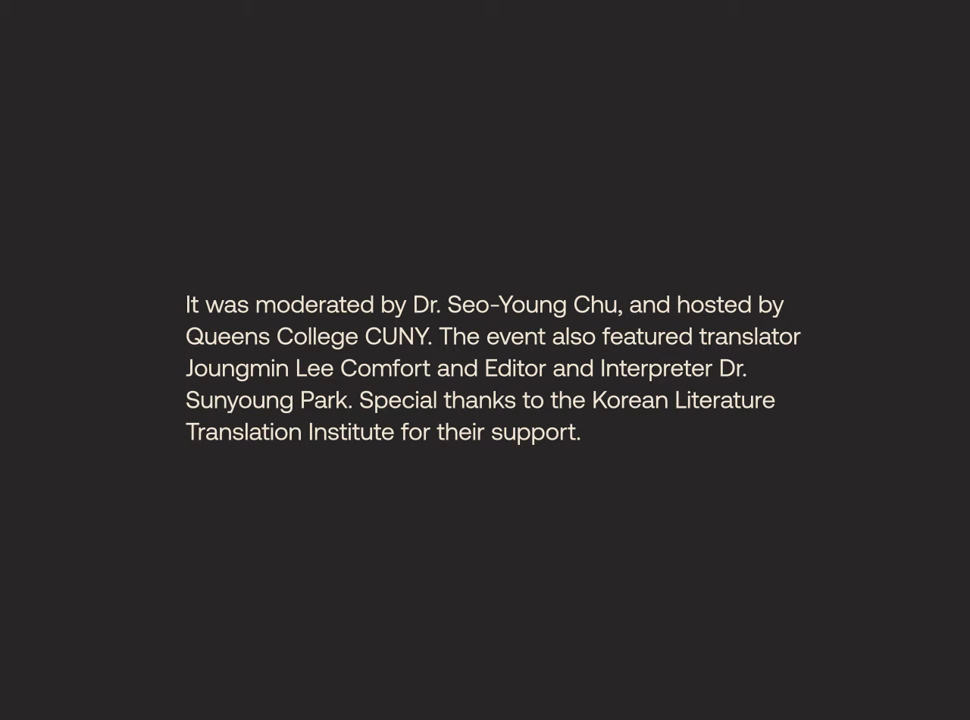 It was moderated by Dr. Seo-Young Chu, and hosted by
Queens College CUNY. The event also featured translator
Joungmin Lee Comfort and Editor and Interpreter Dr.
Sunyoung Park. Special thanks to the Korean Literature
Translation Institute for their support.